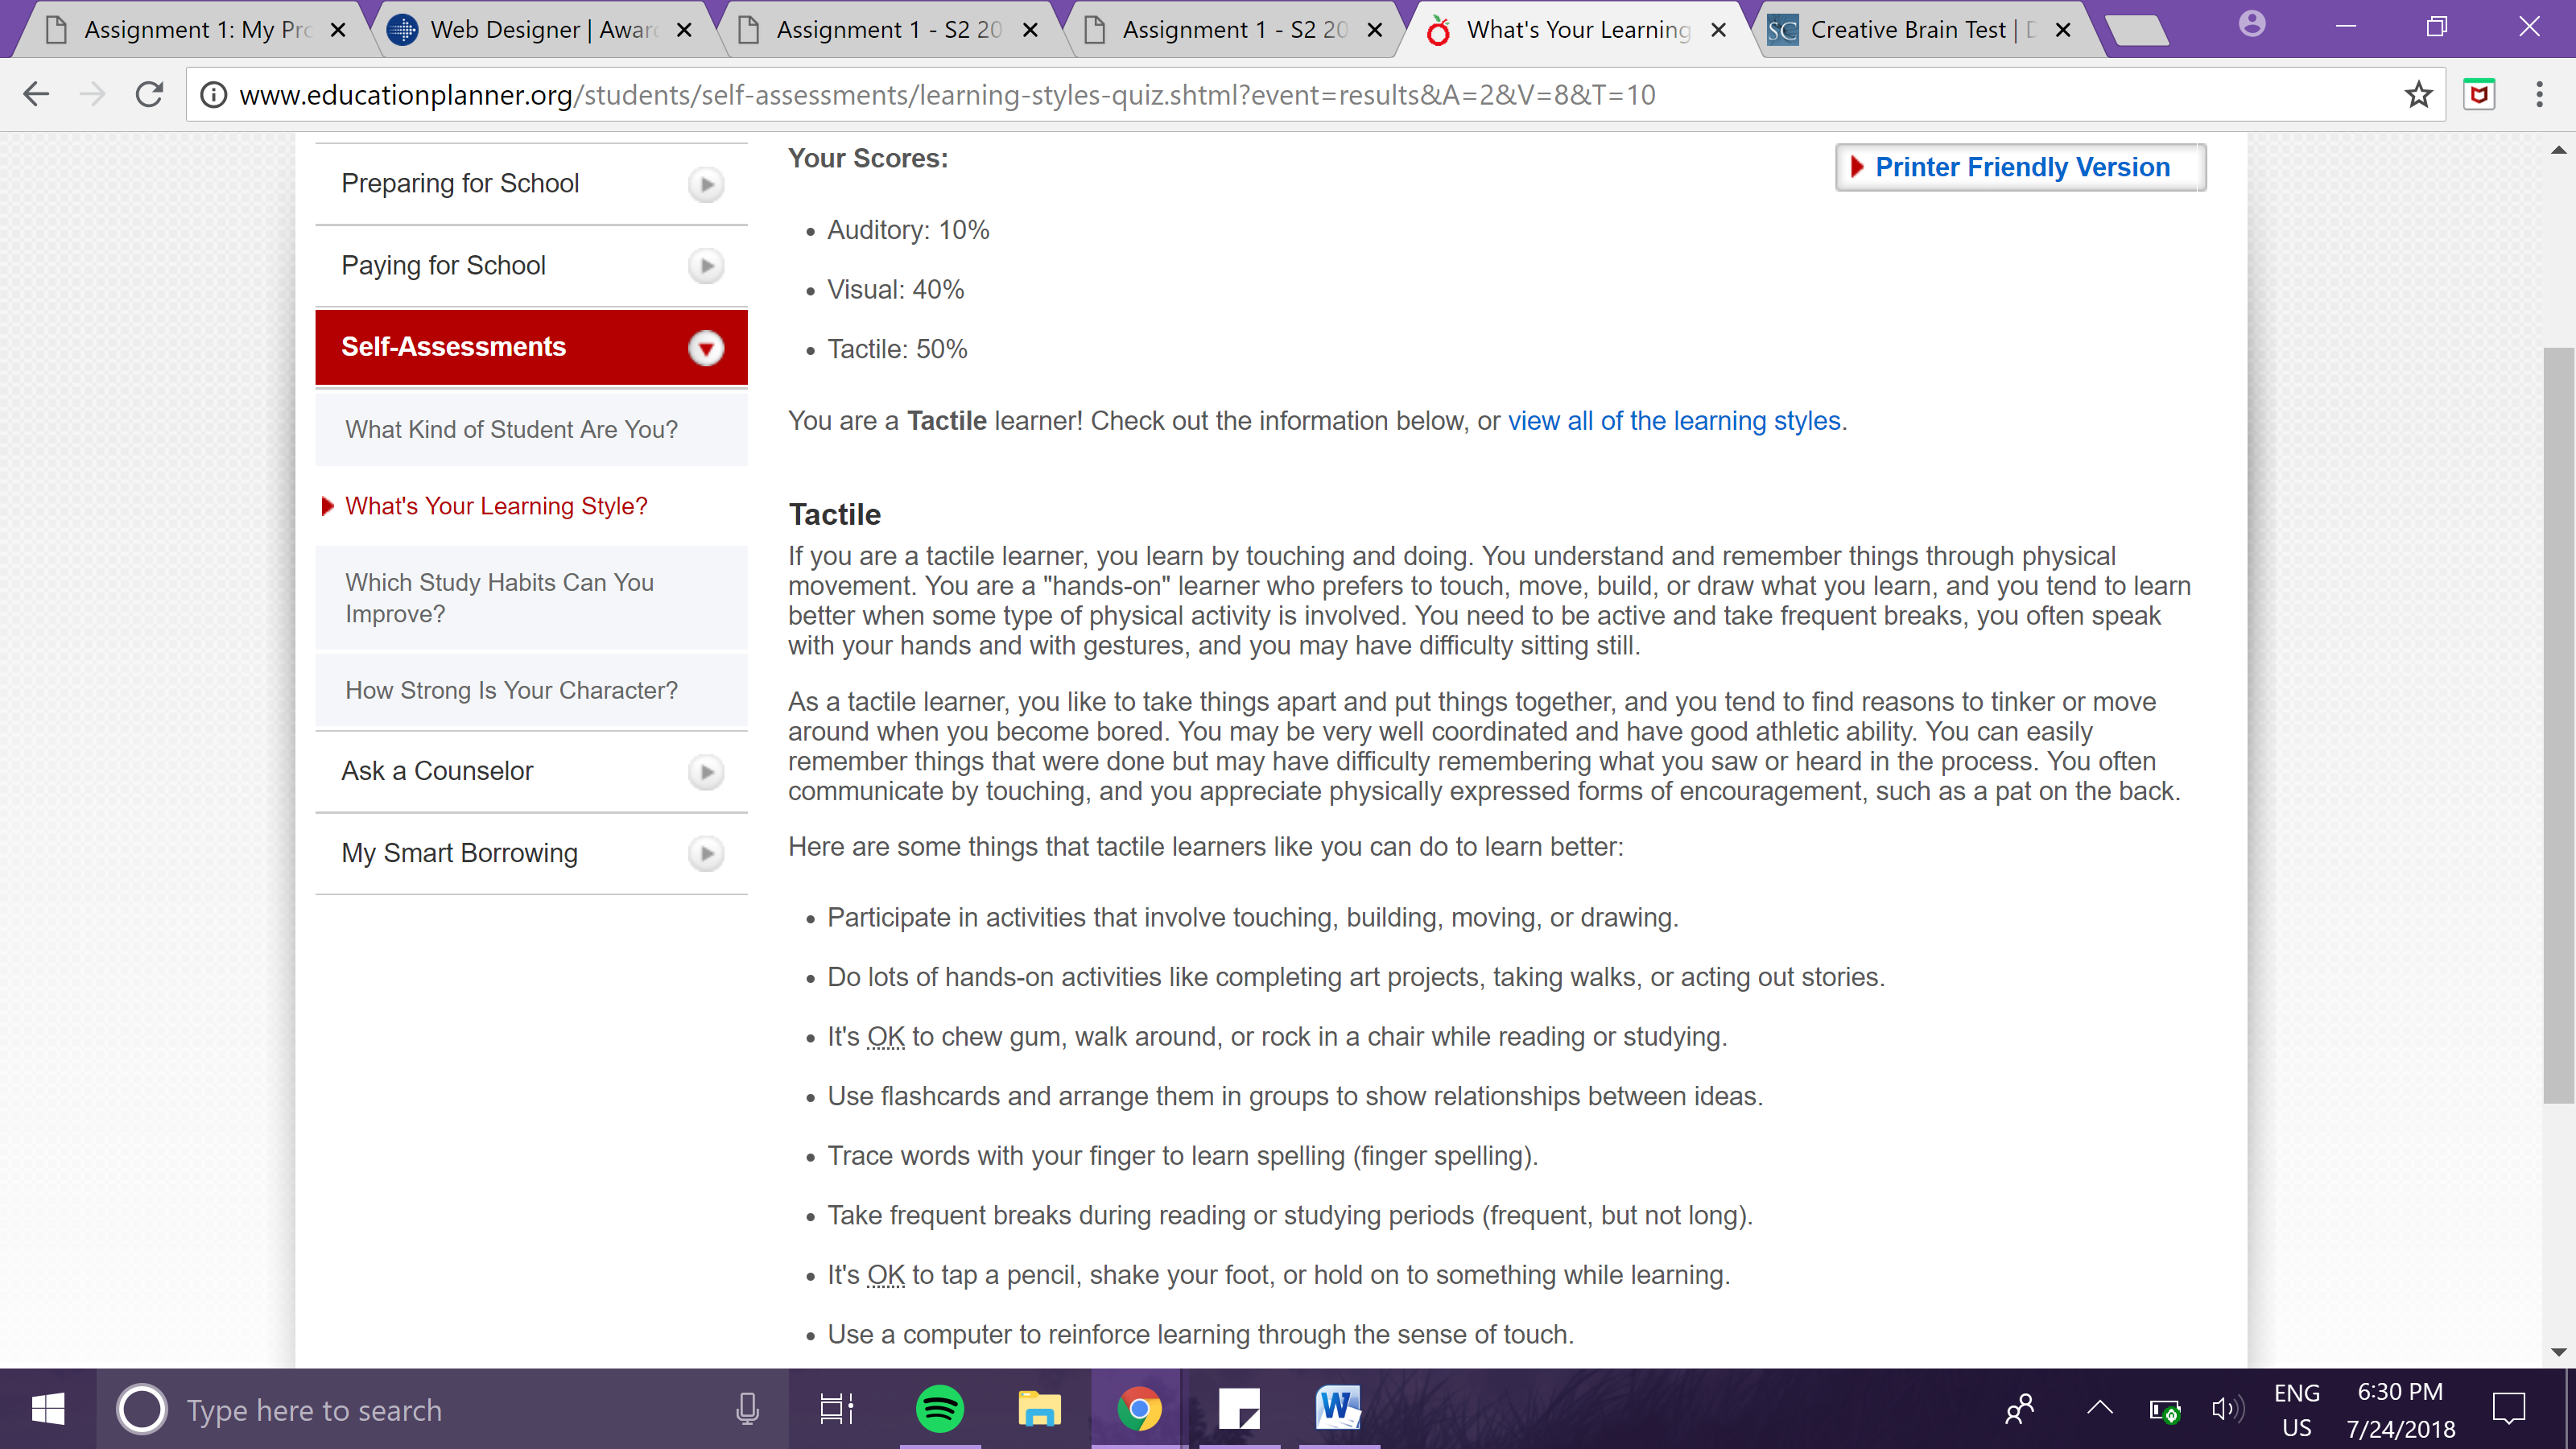 Assignment 1: My Pro
Web Designer | Awar
Assignment 1 - S2 20
Assignment 1 - S2 20
What's Your Learning
SC
Creative Brain Test | D
www.educationplanner.org/students/self-assessments/learning-styles-quiz.shtml?event=results&A=2&V=8&T=10
Preparing for School
Paying for School
Self-Assessments
What Kind of Student Are You?
What's Your Learning Style?
Which Study Habits Can You
Improve?
How Strong Is Your Character?
Ask a Counselor
My Smart Borrowing
Your Scores:
Printer Friendly Version
• Auditory: 10%
• Visual: 40%
• Tactile: 50%
You are a Tactile learner! Check out the information below, or view all of the learning styles.
Tactile
If you are a tactile learner, you learn by touching and doing. You understand and remember things through physical
movement. You are a "hands-on" learner who prefers to touch, move, build, or draw what you learn, and you tend to learn
better when some type of physical activity is involved. You need to be active and take frequent breaks, you often speak
with your hands and with gestures, and you may have difficulty sitting still.
As a tactile learner, you like to take things apart and put things together, and you tend to find reasons to tinker or move
around when you become bored. You may be very well coordinated and have good athletic ability. You can easily
remember things that were done but may have difficulty remembering what you saw or heard in the process. You often
communicate by touching, and you appreciate physically expressed forms of encouragement, such as a pat on the back.
Here are some things that tactile learners like you can do to learn better:
• Participate in activities that involve touching, building, moving, or drawing.
• Do lots of hands-on activities like completing art projects, taking walks, or acting out stories.
• It's OK to chew gum, walk around, or rock in a chair while reading or studying.
• Use flashcards and arrange them in groups to show relationships between ideas.
• Trace words with your finger to learn spelling (finger spelling).
• Take frequent breaks during reading or studying periods (frequent, but not long).
• It's OK to tap a pencil, shake your foot, or hold on to something while learning.
• Use a computer to reinforce learning through the sense of touch.
Type here to search
W
ENG
US
6:30 PM
7/24/2018